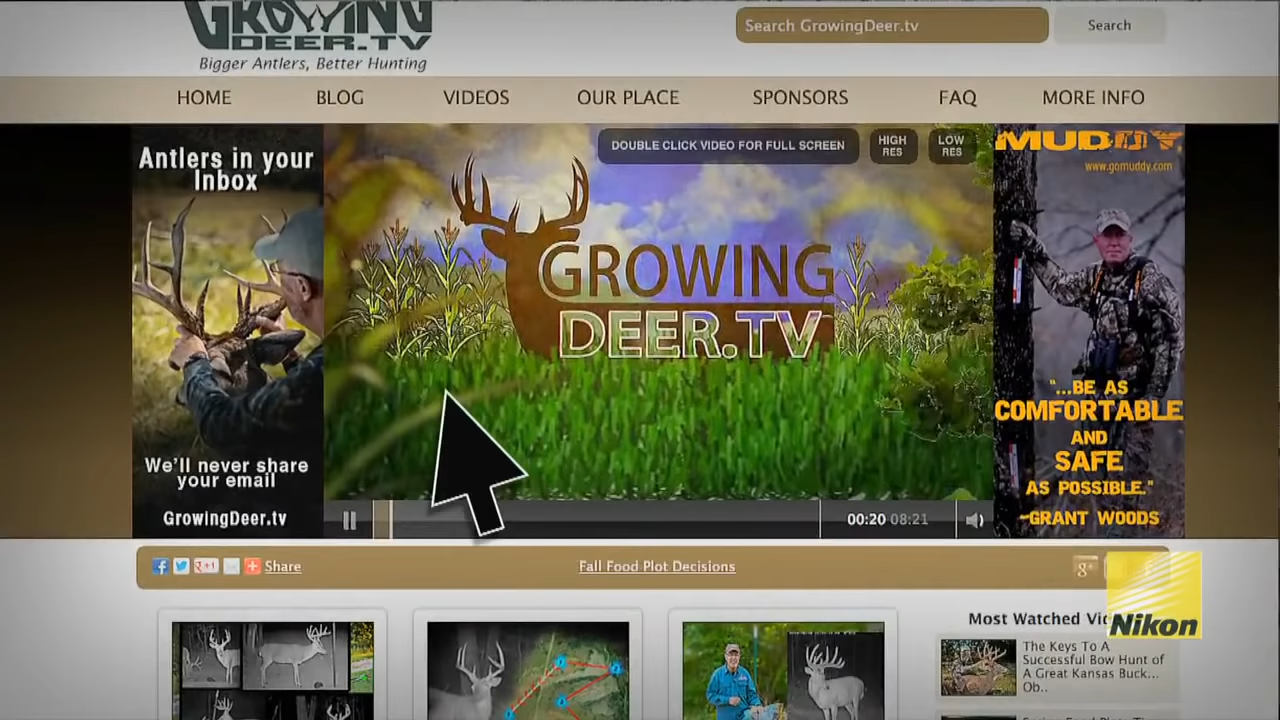 GROWING
DEER.TV
Bigger Antlers, Better Hunting
Search GrowingDeer.tv
Search
HOME
BLOG
VIDEOS
OUR PLACE
SPONSORS
FAQ
MORE INFO
Antlers in your
Inbox
We'll never share
your email
GrowingDeer.tv
DOUBLE CLICK VIDEO FOR FULL SCREEN
HIGH
RES
LOW
RES
GROWING
DEER.TV
00:20 08:21
MUDDY
www.gomuddy.com
"...BE AS
COMFORTABLE
AND
SAFE
AS POSSIBLE."
-GRANT WOODS
Share
Fall Food Plot Decisions
Most Watched
Nikon
The Keys To A
Successful Bow Hunt of
A Great Kansas Buck...
Ob..